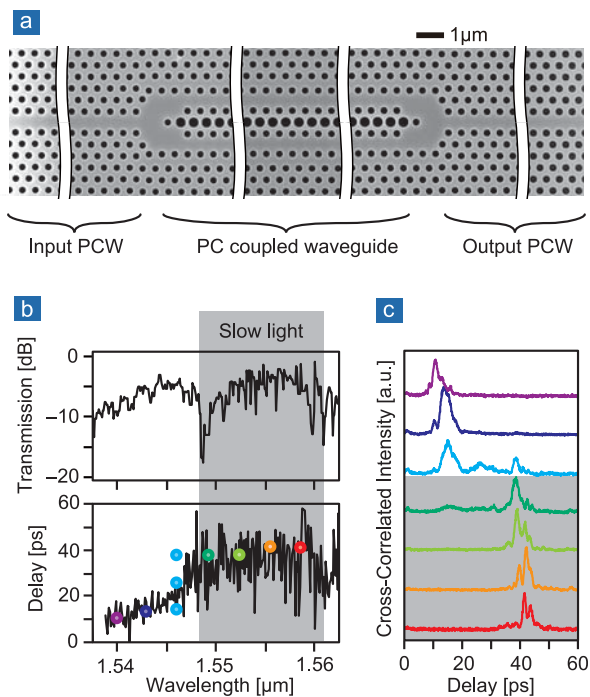 a
1μm
Input PCW
PC coupled waveguide
Output PCW
b
Slow light
Transmission [dB]
0
−10
−20
Delay [ps]
60
40
20
0
1.54
1.55
1.56
Wavelength [μm]
c
Cross-Correlated Intensity [a.u.]
0
20
40
60
Delay [ps]